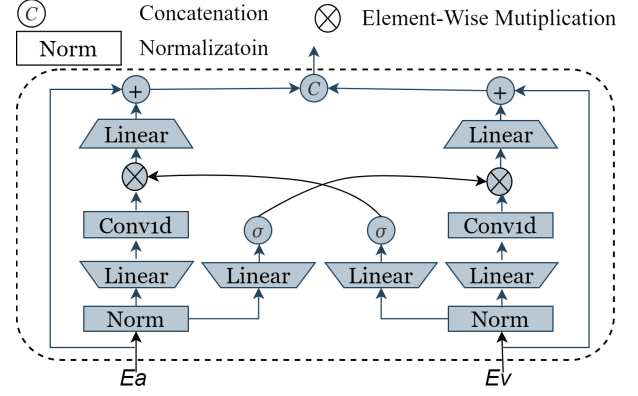 C Concatenation
Element-Wise Mutiplication
Norm Normalizatoin
+ C +
Linear Linear
Conv1d σ σ Conv1d
Linear Linear Linear Linear
Norm Norm
Ea Ev